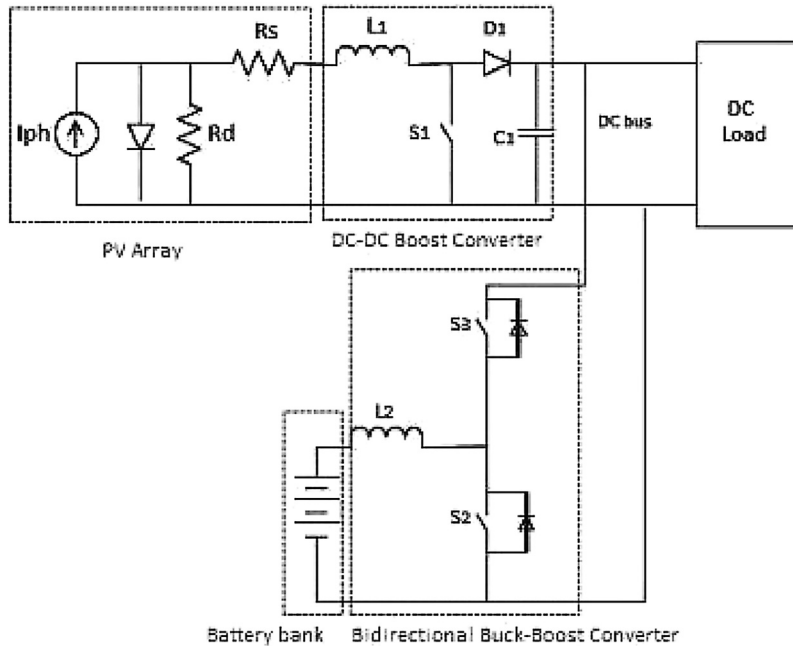 Rs
L1
D1
Iph
Rd
S1
C1
DC bus
DC
Load
PV Array
DC-DC Boost Converter
S3
L2
S2
Battery bank
Bidirectional Buck-Boost Converter